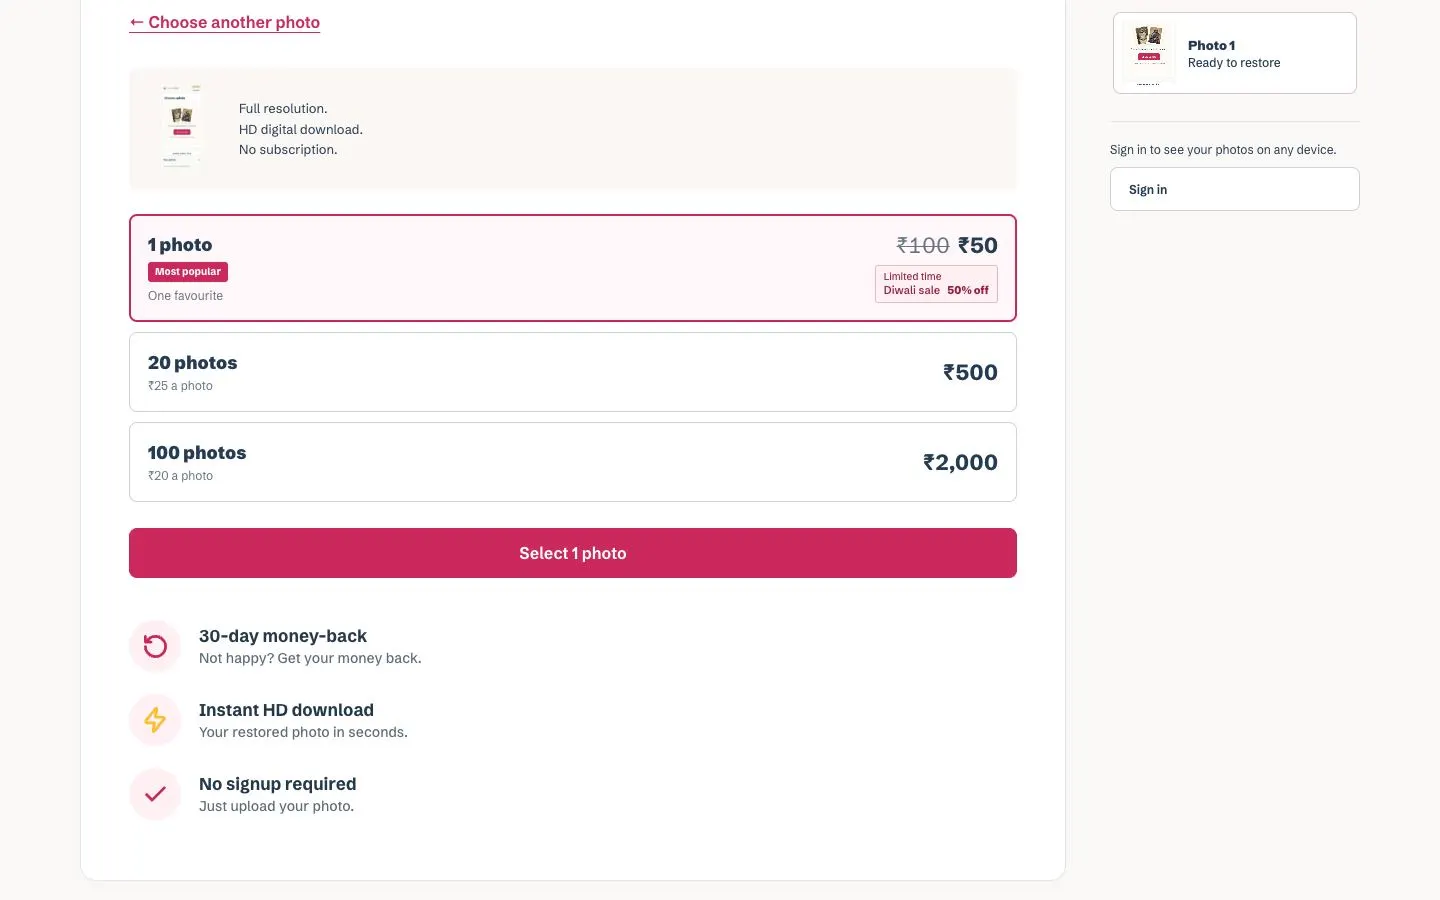 ← Choose another photo
Full resolution.
HD digital download.
No subscription.
1 photo
₹100 ₹50
Most popular
Limited time
Diwali sale 50% off
One favourite
20 photos
₹25 a photo
₹500
100 photos
₹20 a photo
₹2,000
Select 1 photo
30-day money-back
Not happy? Get your money back.
Instant HD download
Your restored photo in seconds.
No signup required
Just upload your photo.
Photo 1
Ready to restore
Sign in to see your photos on any device.
Sign in